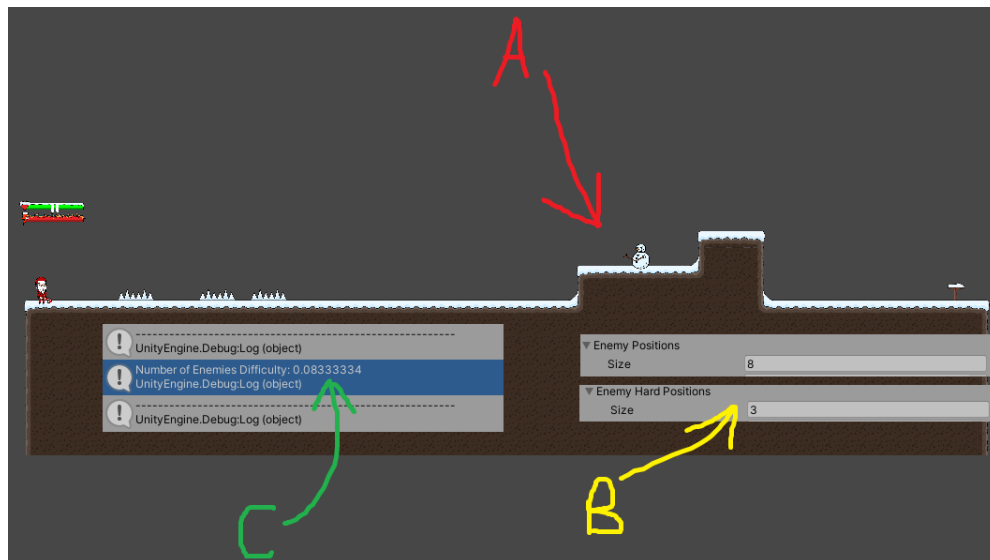 A
----------------------------------------------------
UnityEngine.Debug:Log (object)
Number of Enemies Difficulty: 0.08333334
UnityEngine.Debug:Log (object)
----------------------------------------------------
UnityEngine.Debug:Log (object)
Enemy Positions
Size 8
Enemy Hard Positions
Size 3
C
B